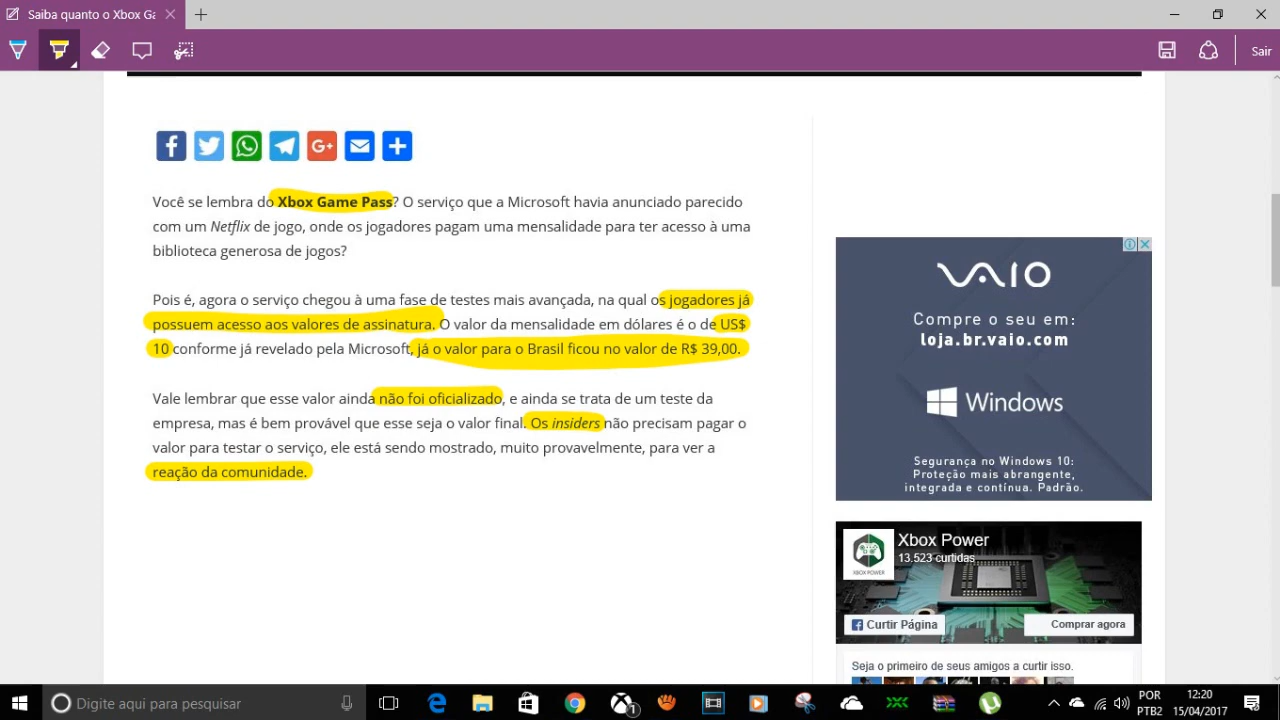 Saiba quanto o Xbox Ga
Sair
Você se lembra do Xbox Game Pass? O serviço que a Microsoft havia anunciado parecido
com um Netflix de jogo, onde os jogadores pagam uma mensalidade para ter acesso à uma
biblioteca generosa de jogos?
Pois é, agora o serviço chegou à uma fase de testes mais avançada, na qual os jogadores já
possuem acesso aos valores de assinatura. O valor da mensalidade em dólares é o de US$
10 conforme já revelado pela Microsoft, já o valor para o Brasil ficou no valor de R$ 39,00.
Vale lembrar que esse valor ainda não foi oficializado, e ainda se trata de um teste da
empresa, mas é bem provável que esse seja o valor final. Os insiders não precisam pagar o
valor para testar o serviço, ele está sendo mostrado, muito provavelmente, para ver a
reação da comunidade.
VAIO
Compre o seu em:
loja.br.vaio.com
Windows
Segurança no Windows 10:
Proteção mais abrangente,
integrada e contínua. Padrão.
Xbox Power
13.523 curtidas
XBOX POWER
Curtir Página
Comprar agora
Seja o primeiro de seus amigos a curtir isso.
Digite aqui para pesquisar
1
POR
PTB2
12:20
15/04/2017